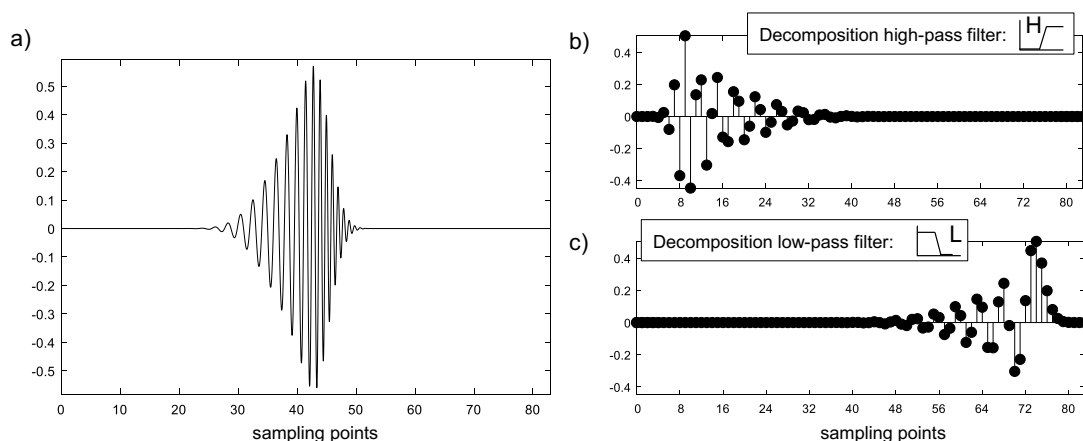 a)
0.5
0.4
0.3
0.2
0.1
0
-0.1
-0.2
-0.3
-0.4
-0.5
0 10 20 30 40 50 60 70 80
sampling points
b)
Decomposition high-pass filter: H
0.4
0.2
0
-0.2
-0.4
0 8 16 24 32 40 48 56 64 72 80
c)
Decomposition low-pass filter: L
0.4
0.2
0
-0.2
-0.4
0 8 16 24 32 40 48 56 64 72 80
sampling points